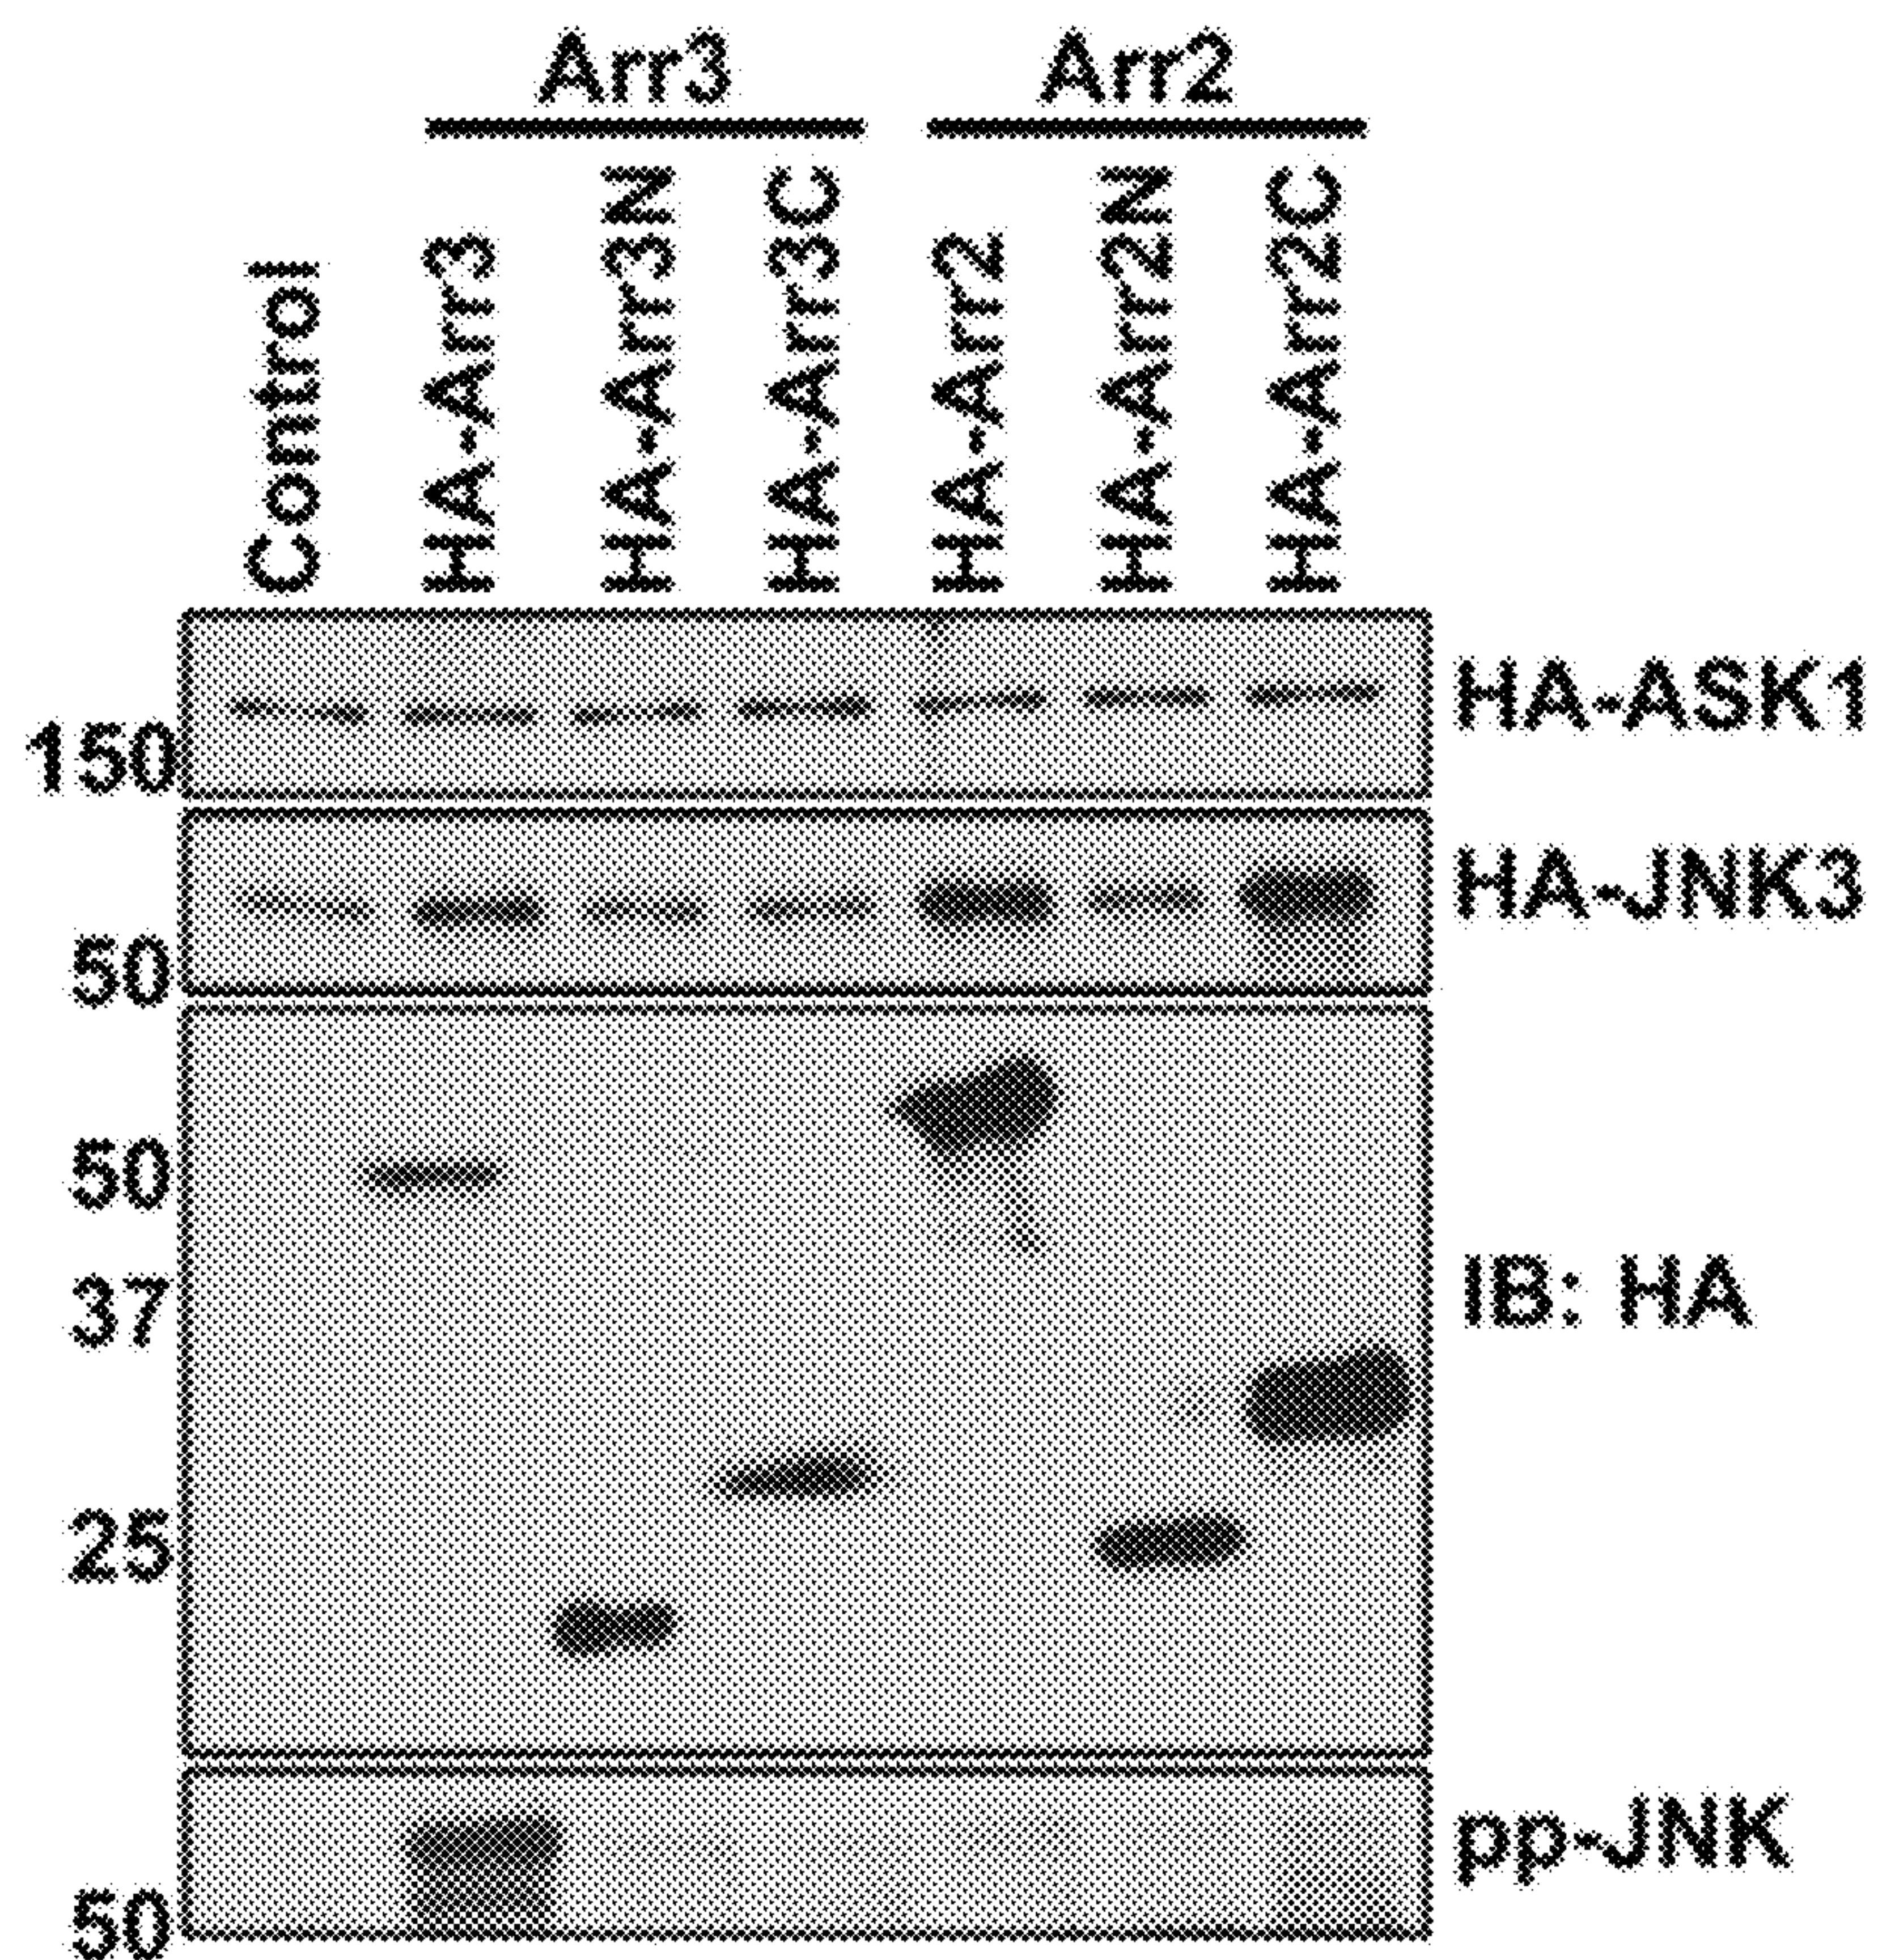 Arr3 Arr2
Control HA-Arr3 HA-Arr3N HA-Arr3C HA-Arr2 HA-Arr2N HA-Arr2C
150 HA-ASK1
50 HA-JNK3
50
37 IB: HA
25
50 pp-JNK